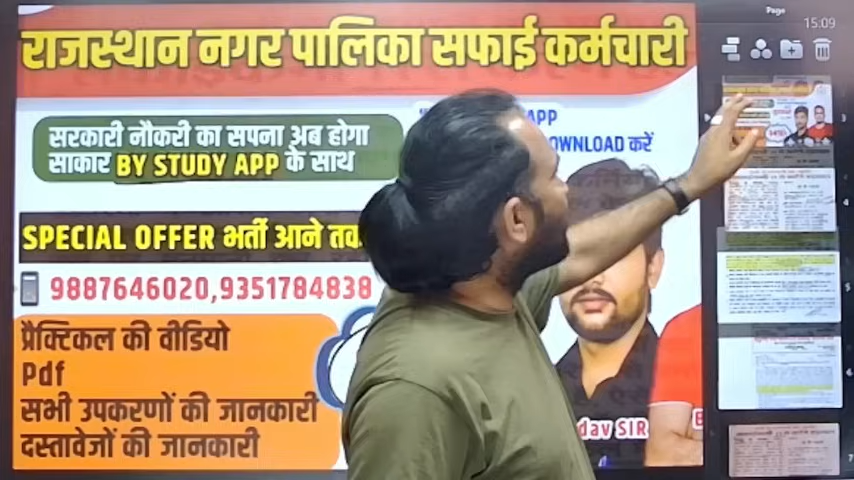 Page
15:09
राजस्थान नगर पालिका सफाई कर्मचारी
APP
DOWNLOAD करें
सरकारी नौकरी का सपना अब होगा
साकार BY STUDY APP के साथ
SPECIAL OFFER भर्ती आने तक
9887646020,9351784838
प्रैक्टिकल की वीडियो
Pdf
सभी उपकरणों की जानकारी
दस्तावेजों की जानकारी
dav SIR